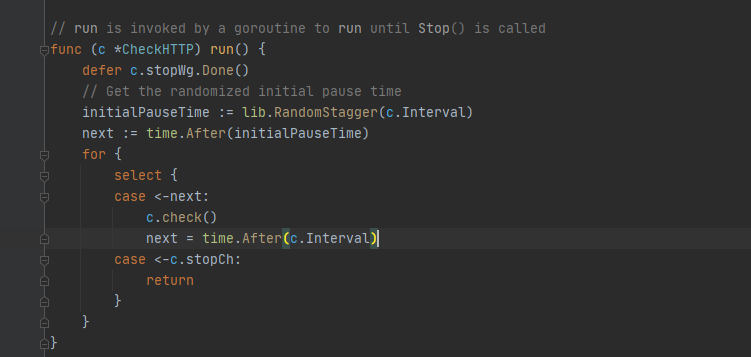 // run is invoked by a goroutine to run until Stop() is called
func (c *CheckHTTP) run() {
    defer c.stopWg.Done()
    // Get the randomized initial pause time
    initialPauseTime := lib.RandomStagger(c.Interval)
    next := time.After(initialPauseTime)
    for {
        select {
        case <-next:
            c.check()
            next = time.After(c.Interval)
        case <-c.stopCh:
            return
        }
    }
}